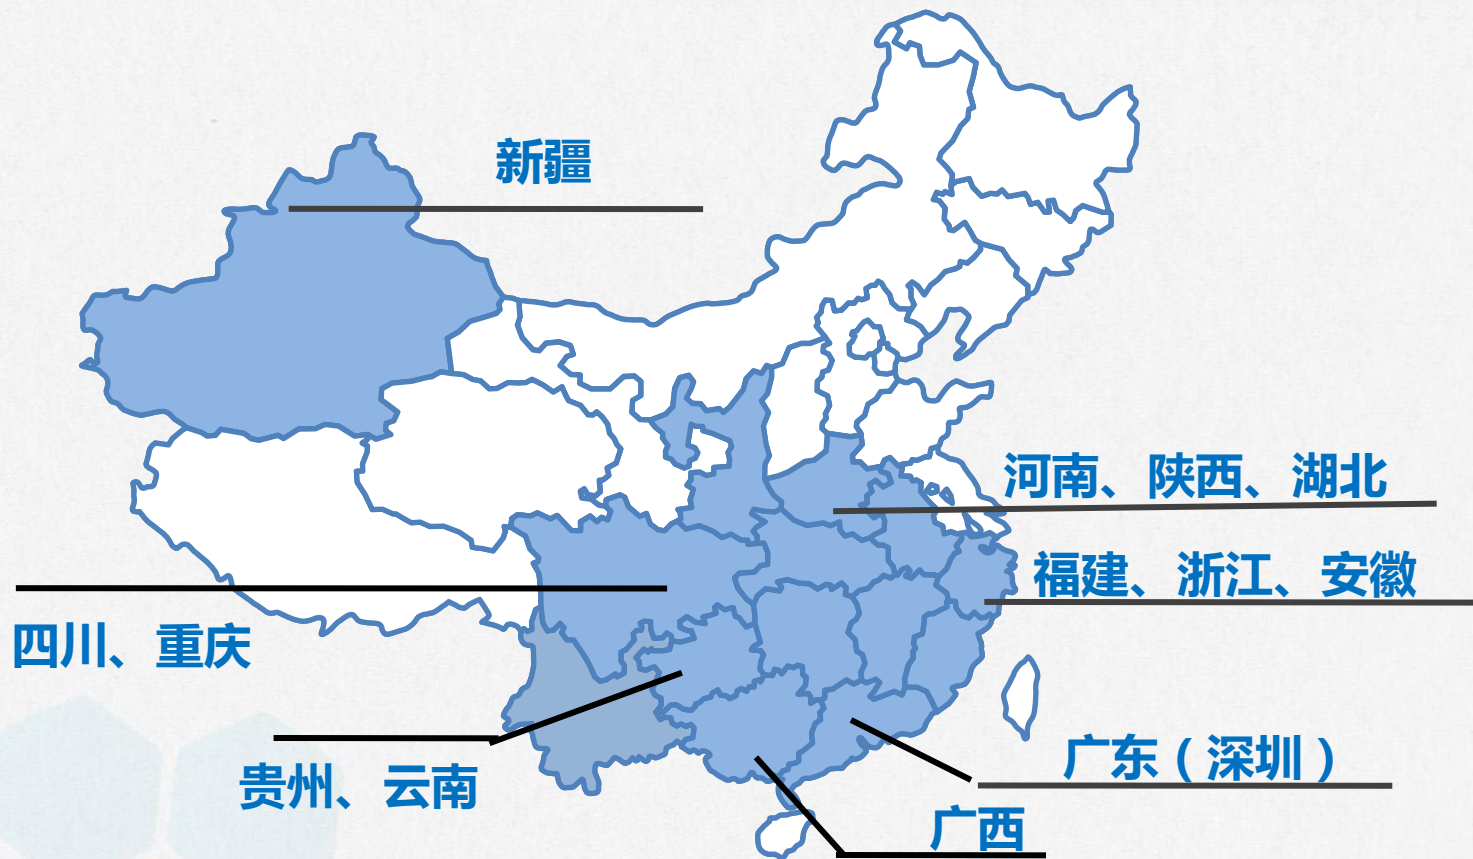 新疆
河南、陕西、湖北
福建、浙江、安徽
四川、重庆
广东（深圳）
贵州、云南
广西